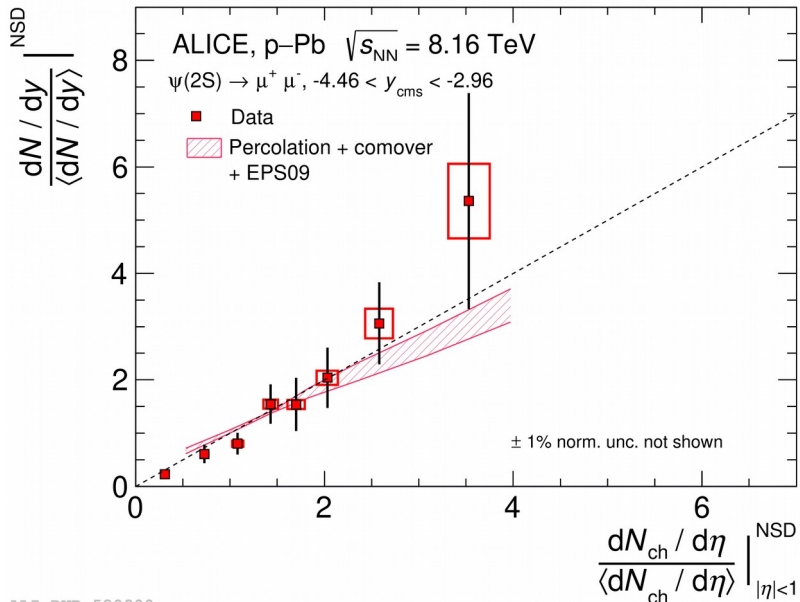 dN / dy
⟨dN / dy⟩ | NSD
ALICE, p–Pb √sNN = 8.16 TeV
ψ(2S) → μ+ μ-, -4.46 < ycms < -2.96
Data
Percolation + comover
+ EPS09
8
6
4
2
0
± 1% norm. unc. not shown
0 2 4 6
dNch / dη
⟨dNch / dη⟩ | NSD |η|<1